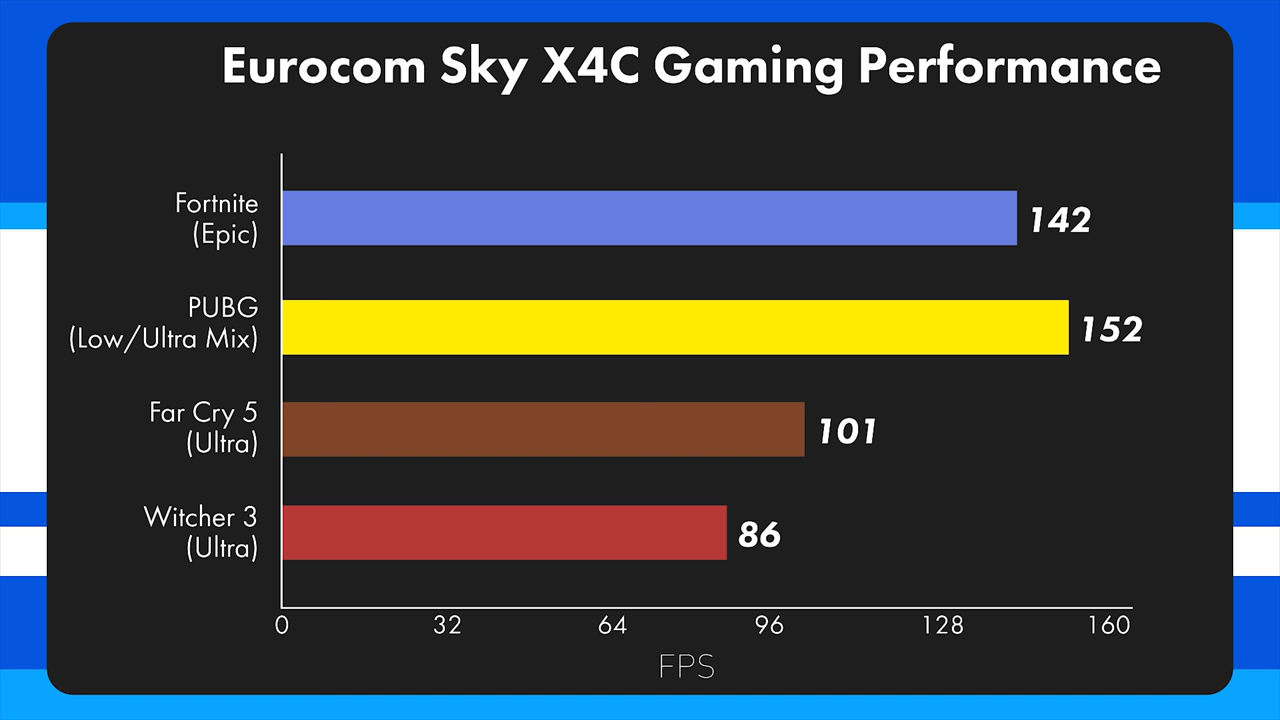 Eurocom Sky X4C Gaming Performance
Fortnite
(Epic)
142
PUBG
(Low/Ultra Mix)
152
Far Cry 5
(Ultra)
101
Witcher 3
(Ultra)
86
0 32 64 96 128 160
FPS